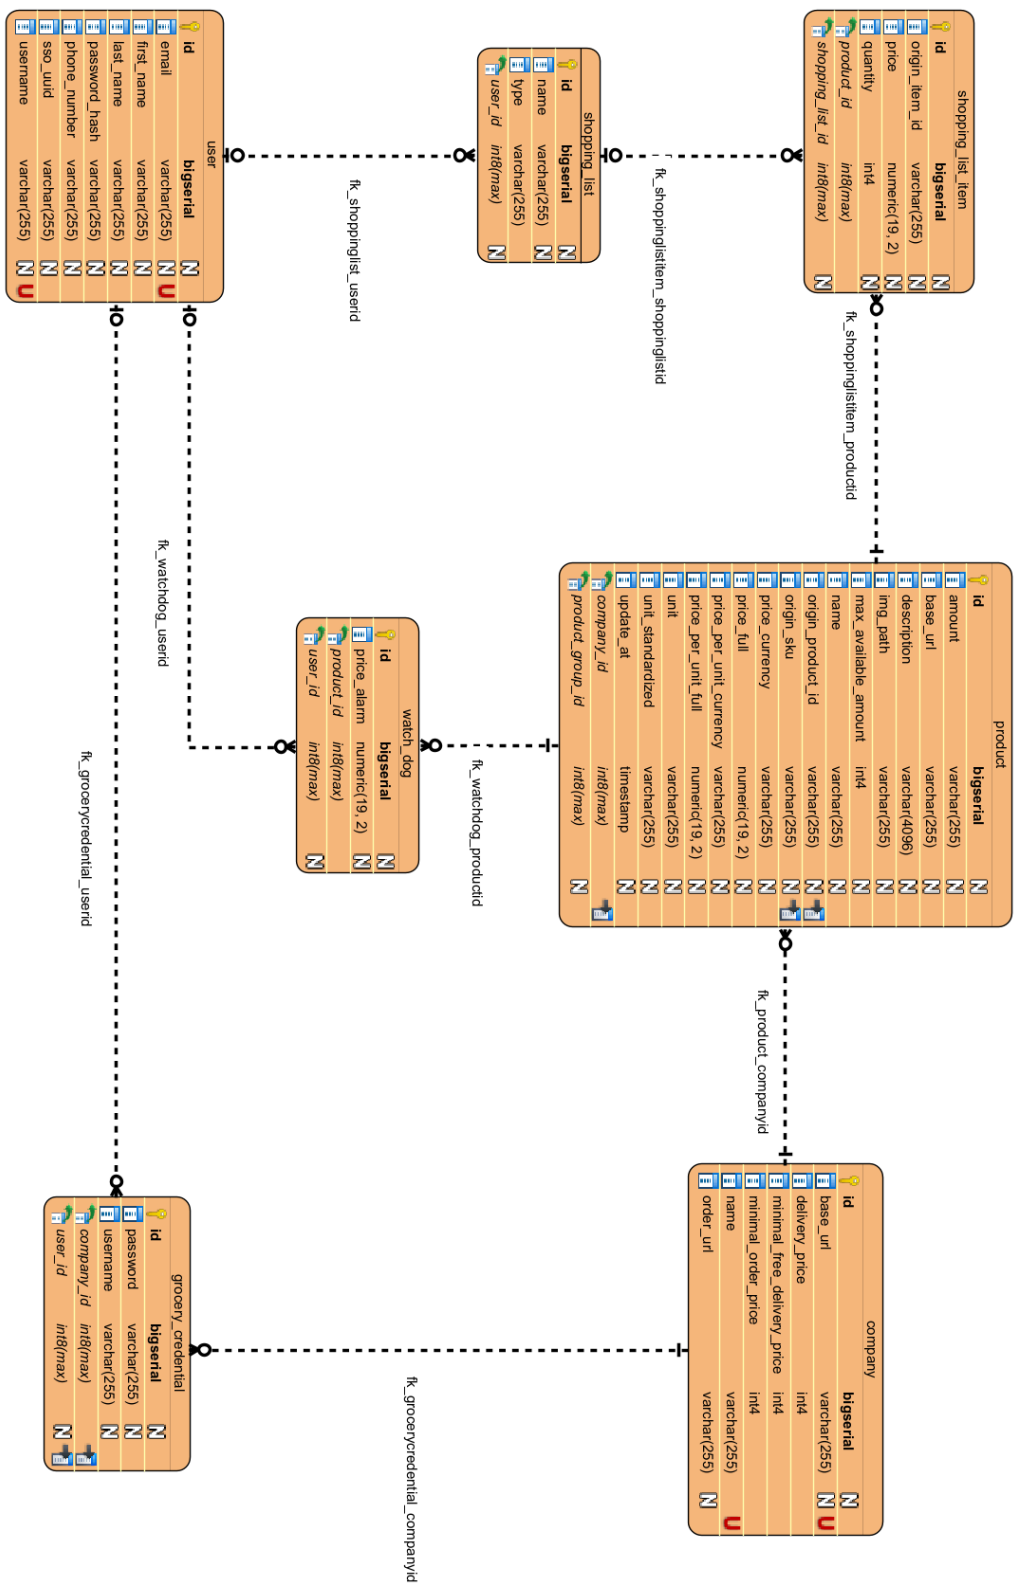 shopping_list_item
id bigserial N
origin_item_id varchar(255) N
price numeric(19, 2) N
quantity int4 N
product_id int8(max)
shopping_list_id int8(max) N
fk_shoppinglistitem_productid
fk_shoppinglistitem_shoppinglistid
shopping_list
id bigserial N
name varchar(255) N
type varchar(255)
user_id int8(max) N
fk_shoppinglist_userid
user
id bigserial N
email varchar(255) N U
first_name varchar(255) N
last_name varchar(255) N
password_hash varchar(255) N
phone_number varchar(255) N
sso_uuid varchar(255) N
username varchar(255) N U
product
id bigserial N
amount varchar(255) N
base_url varchar(255) N
description varchar(4096) N
img_path varchar(255) N
max_available_amount int4 N
name varchar(255) N
origin_product_id varchar(255) N
origin_sku varchar(255) N
price_currency varchar(255) N
price_full numeric(19, 2) N
price_per_unit_currency varchar(255) N
price_per_unit_full numeric(19, 2) N
unit varchar(255) N
unit_standardized varchar(255) N
update_at timestamp N
company_id int8(max)
product_group_id int8(max) N
fk_watchdog_productid
watch_dog
id bigserial N
price_alarm numeric(19, 2) N
product_id int8(max)
user_id int8(max) N
fk_watchdog_userid
fk_grocerycredential_userid
fk_product_companyid
company
id bigserial N
base_url varchar(255) N U
delivery_price int4
minimal_free_delivery_price int4
minimal_order_price int4
name varchar(255) U
order_url varchar(255) N
fk_grocerycredential_companyid
grocery_credential
id bigserial N
password varchar(255) N
username varchar(255) N
company_id int8(max)
user_id int8(max) N